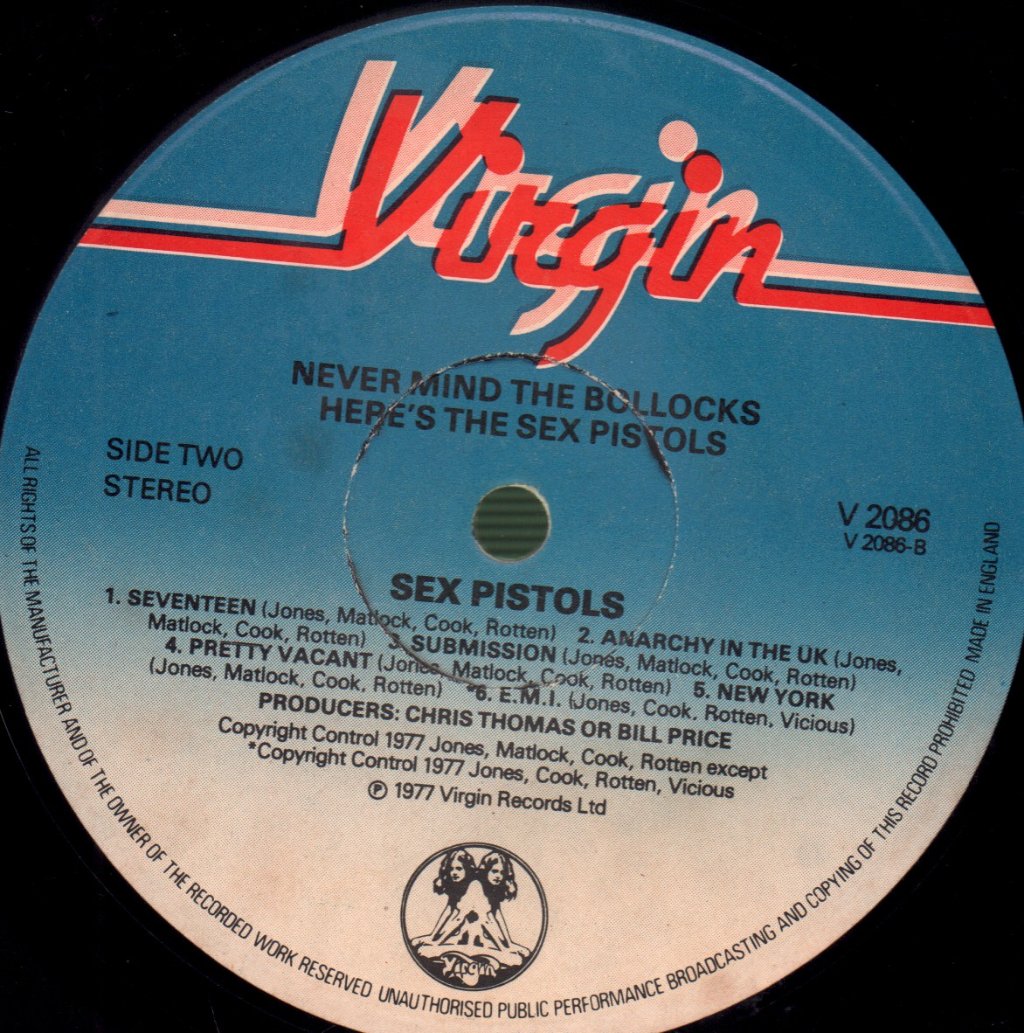 Virgin
NEVER MIND THE BOLLOCKS
HERE'S THE SEX PISTOLS
SIDE TWO
STEREO
V 2086
V 2086-B
SEX PISTOLS
1. SEVENTEEN (Jones, Matlock, Cook, Rotten) 2. ANARCHY IN THE UK (Jones,
Matlock, Cook, Rotten) 3. SUBMISSION (Jones, Matlock, Cook, Rotten)
4. PRETTY VACANT (Jones, Matlock, Cook, Rotten) 5. NEW YORK
(Jones, Matlock, Cook, Rotten) *6. E.M.I. (Jones, Cook, Rotten, Vicious)
PRODUCERS: CHRIS THOMAS OR BILL PRICE
Copyright Control 1977 Jones, Matlock, Cook, Rotten except
*Copyright Control 1977 Jones, Cook, Rotten, Vicious
℗ 1977 Virgin Records Ltd
Virgin
ALL RIGHTS OF THE MANUFACTURER AND OF THE OWNER OF THE RECORDED WORK RESERVED UNAUTHORISED PUBLIC PERFORMANCE BROADCASTING AND COPYING OF THIS RECORD PROHIBITED MADE IN ENGLAND